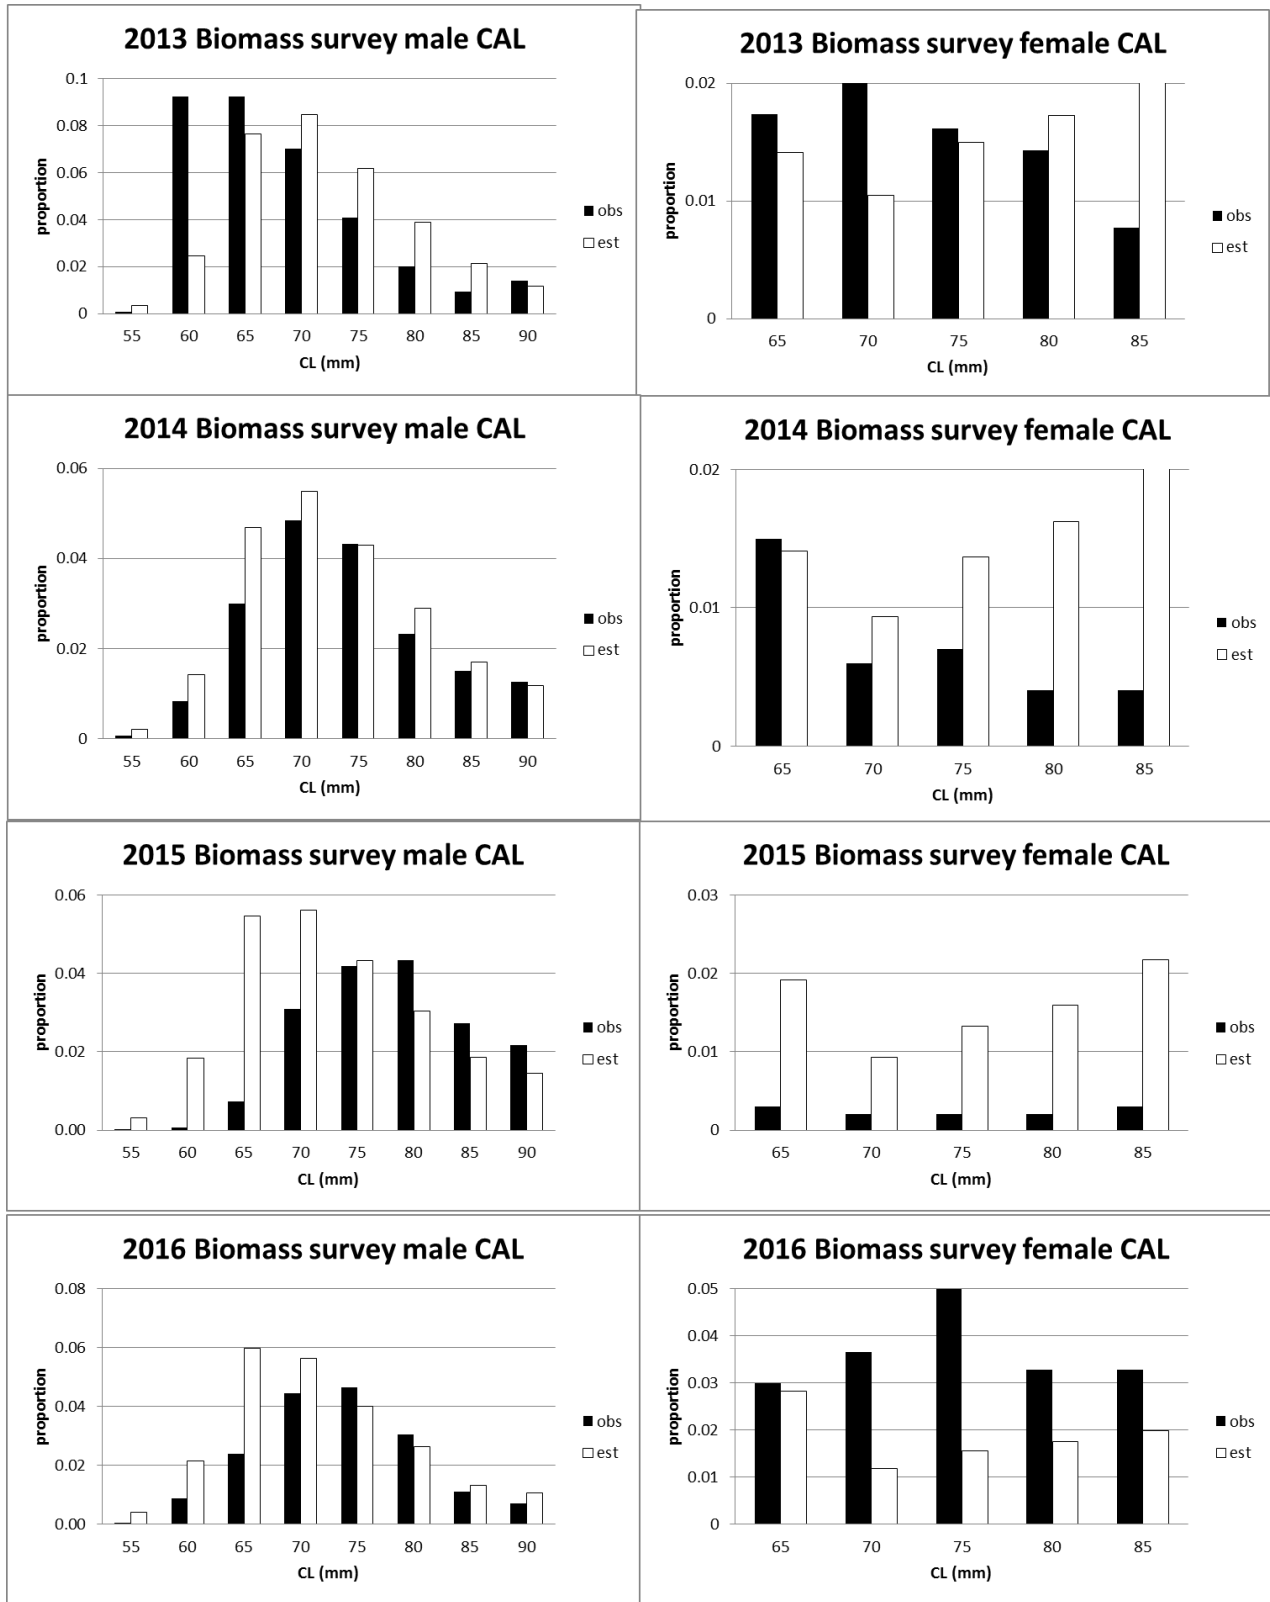 2013 Biomass survey male CAL
0.1
0.08
0.06
0.04
0.02
0
proportion
55 60 65 70 75 80 85 90
CL (mm)
obs
est
2013 Biomass survey female CAL
0.02
0.01
0
proportion
65 70 75 80 85
CL (mm)
obs
est
2014 Biomass survey male CAL
0.06
0.04
0.02
0
proportion
55 60 65 70 75 80 85 90
CL (mm)
obs
est
2014 Biomass survey female CAL
0.02
0.01
0
proportion
65 70 75 80 85
CL (mm)
obs
est
2015 Biomass survey male CAL
0.06
0.04
0.02
0.00
proportion
55 60 65 70 75 80 85 90
CL (mm)
obs
est
2015 Biomass survey female CAL
0.03
0.02
0.01
0
proportion
65 70 75 80 85
CL (mm)
obs
est
2016 Biomass survey male CAL
0.08
0.06
0.04
0.02
0.00
proportion
55 60 65 70 75 80 85 90
CL (mm)
obs
est
2016 Biomass survey female CAL
0.05
0.04
0.03
0.02
0.01
0
proportion
65 70 75 80 85
CL (mm)
obs
est